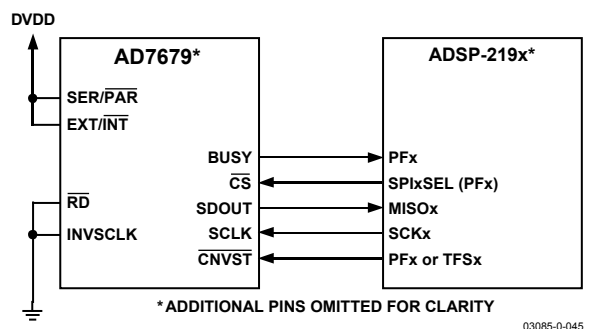 DVDD
AD7679*
ADSP-219x*
SER/PAR
EXT/INT
BUSY
PFx
CS
SPIxSEL (PFx)
RD
SDOUT
MISOx
INVSCLK
SCLK
SCKx
CNVST
PFx or TFSx
*ADDITIONAL PINS OMITTED FOR CLARITY
03085-0-045